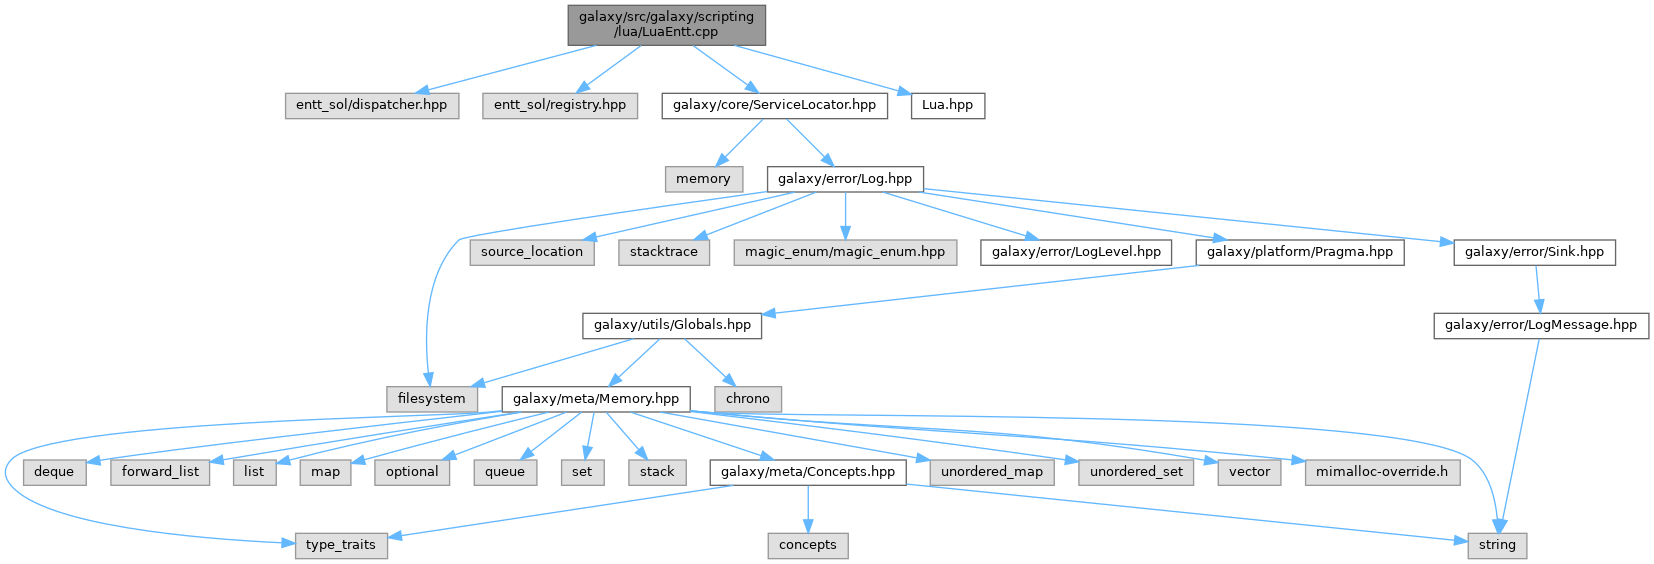 galaxy/src/galaxy/scripting
/lua/LuaEntt.cpp
entt_sol/dispatcher.hpp
entt_sol/registry.hpp
galaxy/core/ServiceLocator.hpp
Lua.hpp
memory
galaxy/error/Log.hpp
source_location
stacktrace
magic_enum/magic_enum.hpp
galaxy/error/LogLevel.hpp
galaxy/platform/Pragma.hpp
galaxy/error/Sink.hpp
galaxy/utils/Globals.hpp
galaxy/error/LogMessage.hpp
filesystem
galaxy/meta/Memory.hpp
chrono
deque
forward_list
list
map
optional
queue
set
stack
galaxy/meta/Concepts.hpp
unordered_map
unordered_set
vector
mimalloc-override.h
type_traits
concepts
string